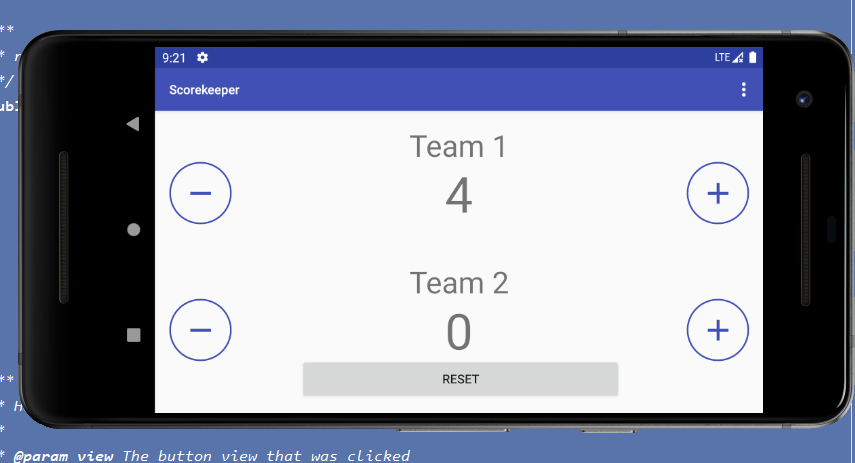 **
*
*/
9:21 LTE
Scorekeeper
Team 1
− 4 +
Team 2
− 0 +
RESET
**
*
*
* @param view The button view that was clicked